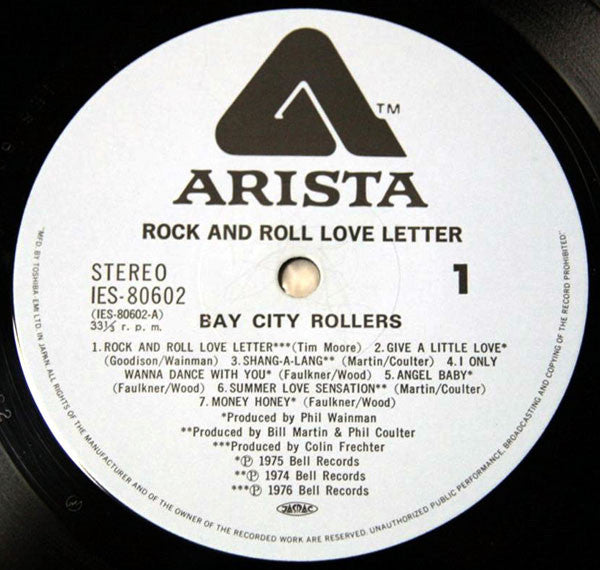 TM
ARISTA
ROCK AND ROLL LOVE LETTER
STEREO
IES-80602
(IES-80602-A)
33⅓ r. p. m.
1
BAY CITY ROLLERS
1.ROCK AND ROLL LOVE LETTER***(Tim Moore) 2.GIVE A LITTLE LOVE*
(Goodison/Wainman) 3.SHANG-A-LANG** (Martin/Coulter) 4.I ONLY
WANNA DANCE WITH YOU* (Faulkner/Wood) 5.ANGEL BABY*
(Faulkner/Wood) 6.SUMMER LOVE SENSATION** (Martin/Coulter)
7.MONEY HONEY* (Faulkner/Wood)
*Produced by Phil Wainman
**Produced by Bill Martin & Phil Coulter
***Produced by Colin Frechter
*Ⓟ 1975 Bell Records
**Ⓟ 1974 Bell Records
***Ⓟ 1976 Bell Records
JASRAC
"MFD. BY TOSHIBA EMI LTD. IN JAPAN. ALL RIGHTS OF THE MANUFACTURER AND OF THE OWNER OF THE RECORDED WORK ARE RESERVED. UNAUTHORIZED PUBLIC PERFORMANCE, BROADCASTING AND COPYING OF THE RECORD PROHIBITED"